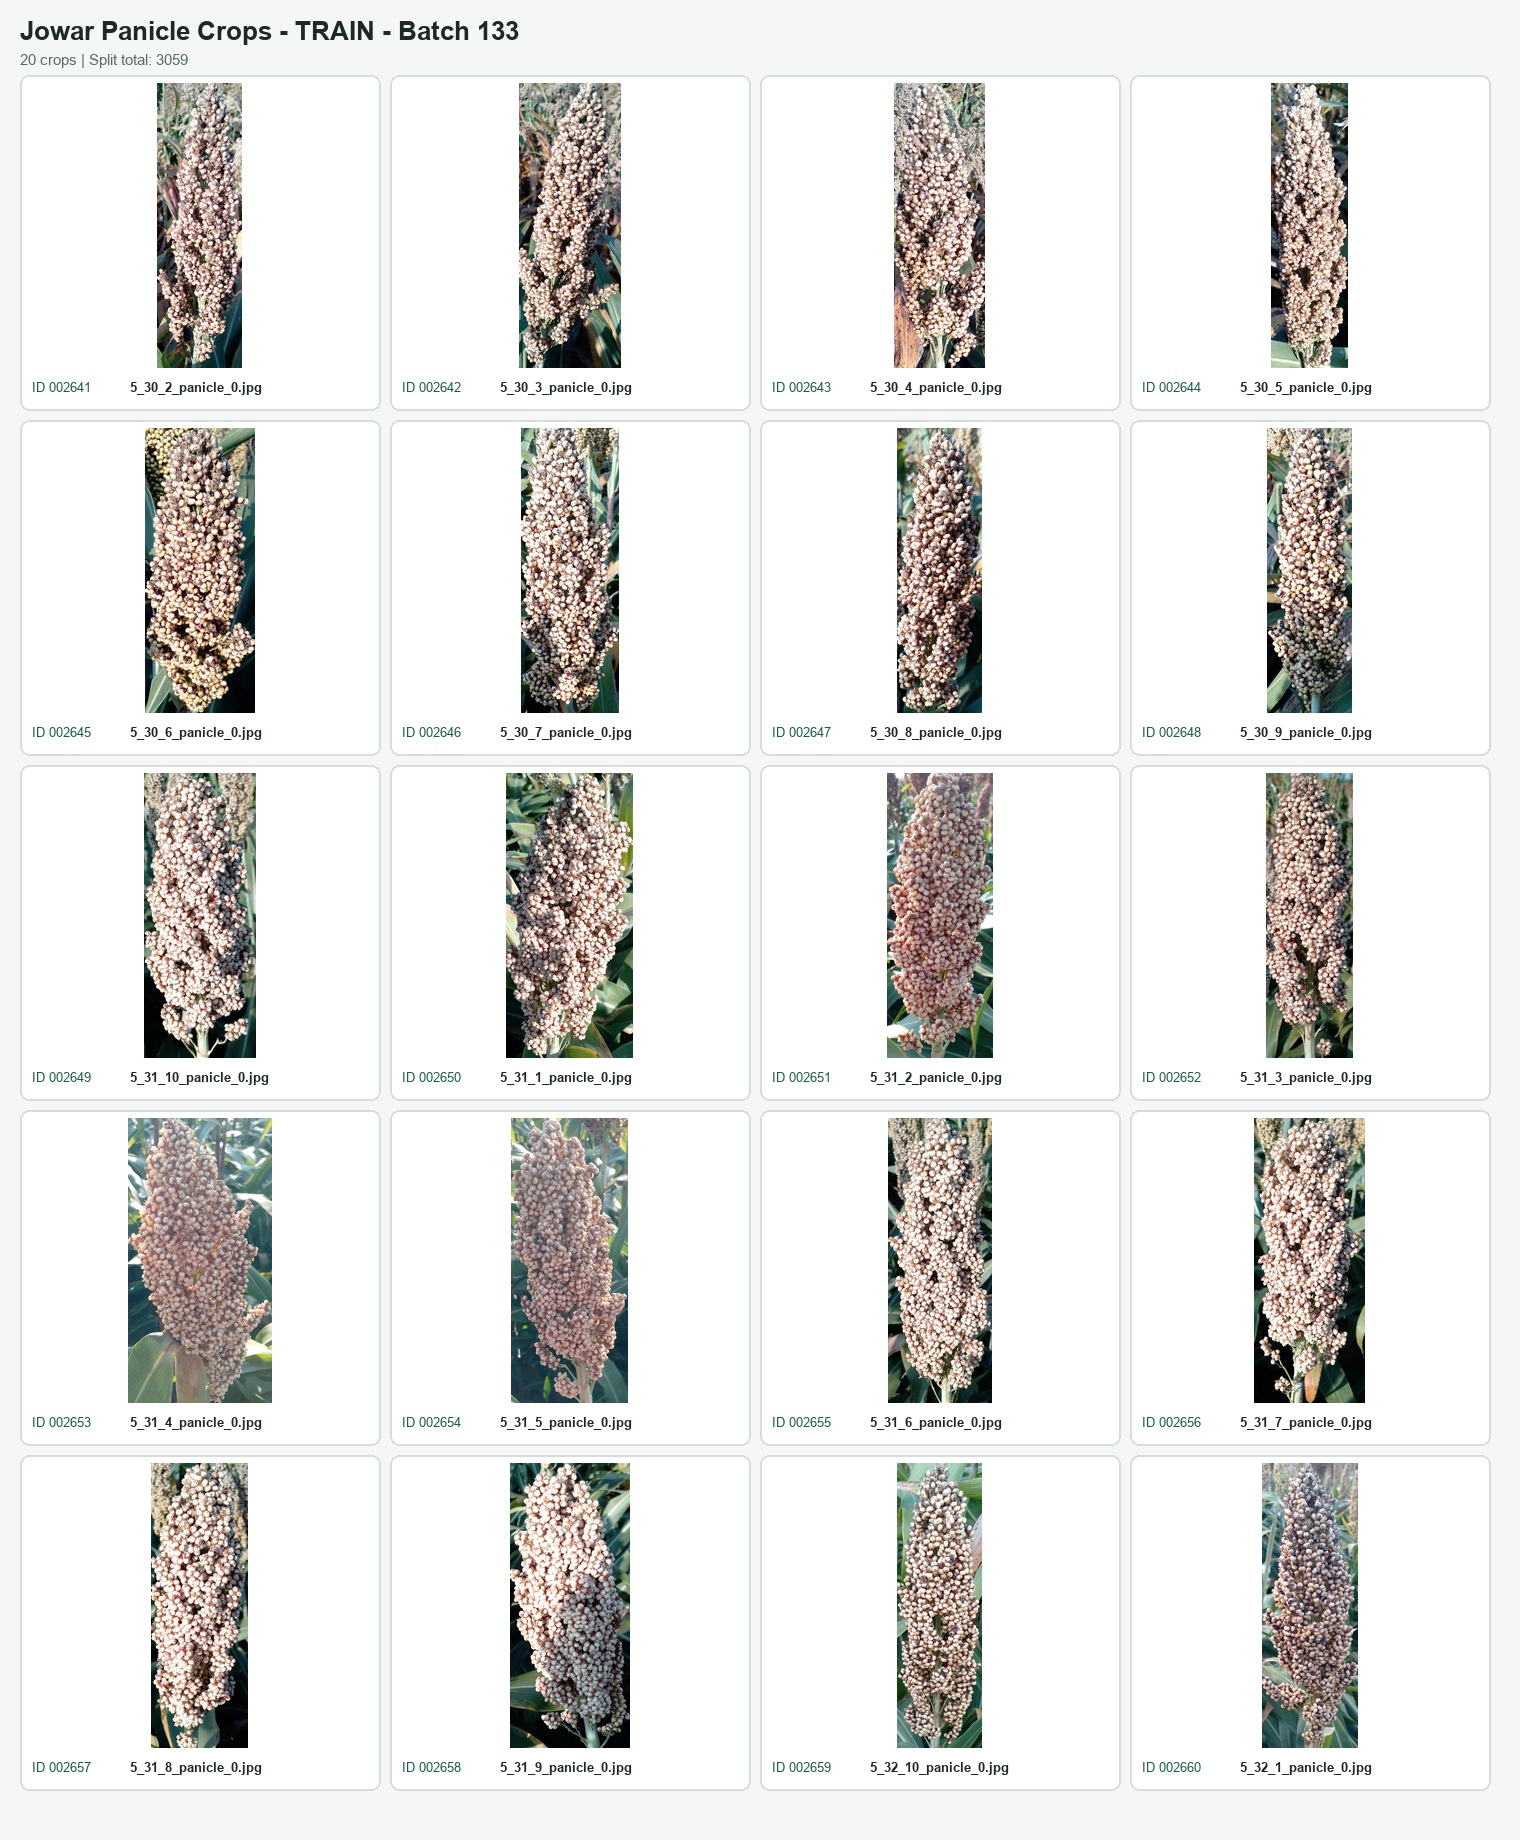 Jowar Panicle Crops - TRAIN - Batch 133
20 crops | Split total: 3059
ID 002641 5_30_2_panicle_0.jpg
ID 002642 5_30_3_panicle_0.jpg
ID 002643 5_30_4_panicle_0.jpg
ID 002644 5_30_5_panicle_0.jpg
ID 002645 5_30_6_panicle_0.jpg
ID 002646 5_30_7_panicle_0.jpg
ID 002647 5_30_8_panicle_0.jpg
ID 002648 5_30_9_panicle_0.jpg
ID 002649 5_31_10_panicle_0.jpg
ID 002650 5_31_1_panicle_0.jpg
ID 002651 5_31_2_panicle_0.jpg
ID 002652 5_31_3_panicle_0.jpg
ID 002653 5_31_4_panicle_0.jpg
ID 002654 5_31_5_panicle_0.jpg
ID 002655 5_31_6_panicle_0.jpg
ID 002656 5_31_7_panicle_0.jpg
ID 002657 5_31_8_panicle_0.jpg
ID 002658 5_31_9_panicle_0.jpg
ID 002659 5_32_10_panicle_0.jpg
ID 002660 5_32_1_panicle_0.jpg